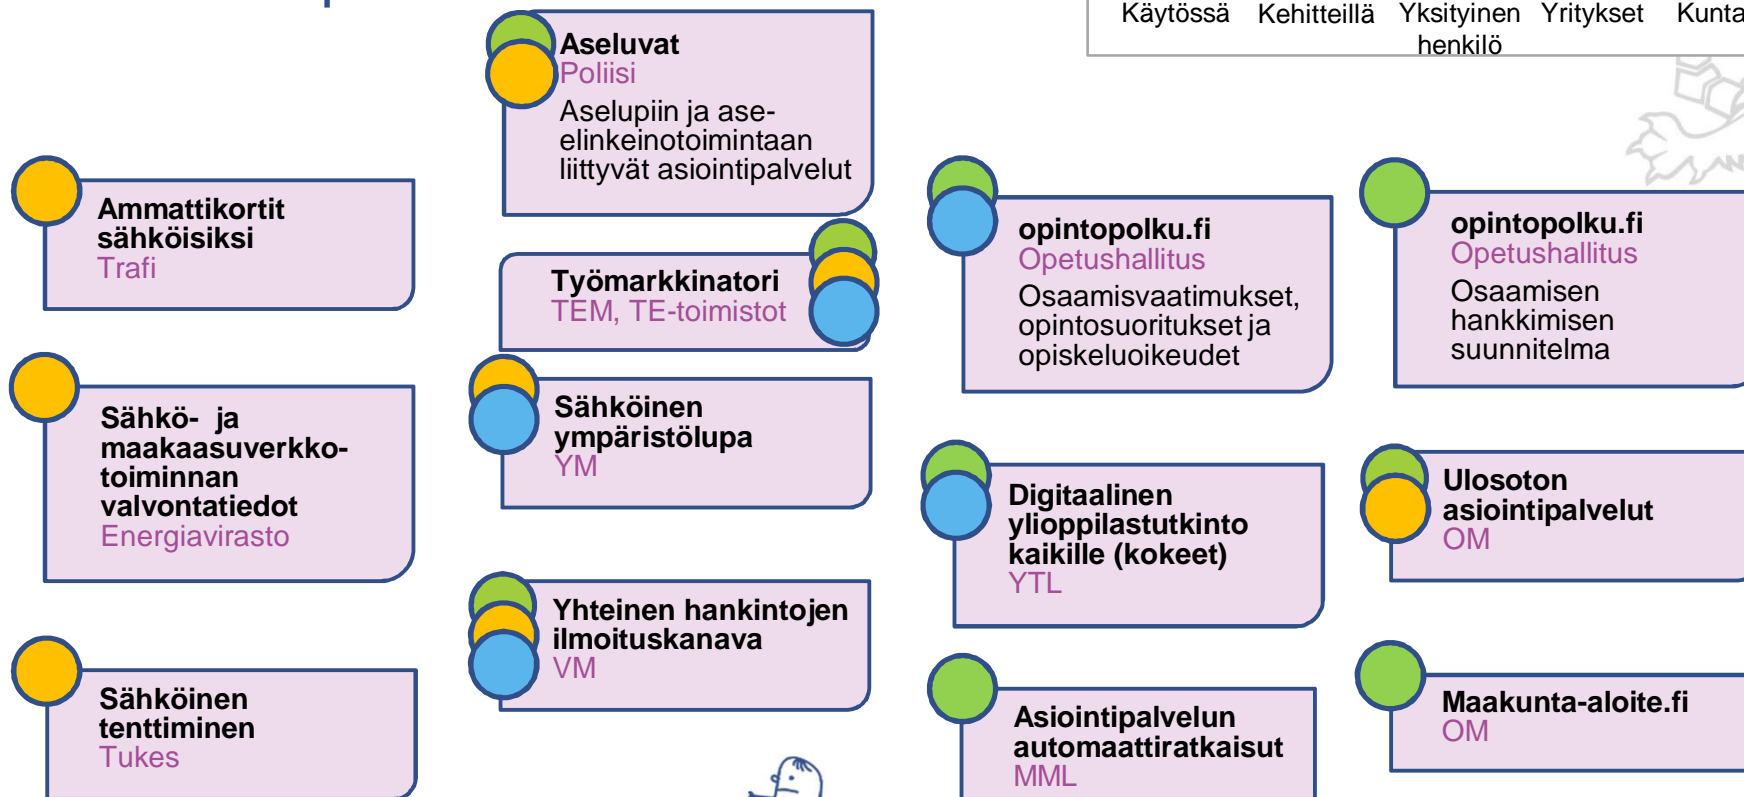 Käytössä Kehitteillä Yksityinen Yritykset Kunta
henkilö
Aseluvat
Poliisi
Aselupiin ja ase-
elinkeinotoimintaan
liittyvät asiointipalvelut
Ammattikortit
sähköisiksi
Trafi
Työmarkkinatori
TEM, TE-toimistot
opintopolku.fi
Opetushallitus
Osaamisvaatimukset,
opintosuoritukset ja
opiskeluoikeudet
opintopolku.fi
Opetushallitus
Osaamisen
hankkimisen
suunnitelma
Sähkö- ja
maakaasuverkko-
toiminnan
valvontatiedot
Energiavirasto
Sähköinen
ympäristölupa
YM
Digitaalinen
ylioppilastutkinto
kaikille (kokeet)
YTL
Ulosoton
asiointipalvelut
OM
Yhteinen hankintojen
ilmoituskanava
VM
Sähköinen
tenttiminen
Tukes
Asiointipalvelun
automaattiratkaisut
MML
Maakunta-aloite.fi
OM